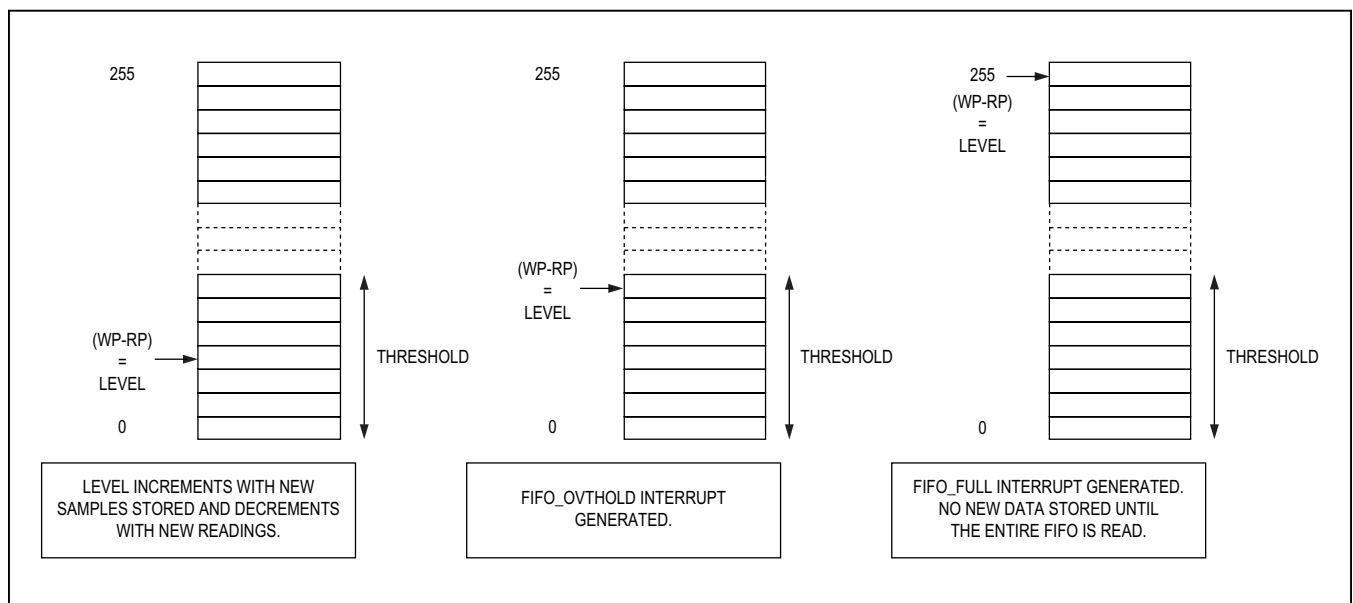 255
(WP-RP)
=
LEVEL
0
THRESHOLD
LEVEL INCREMENTS WITH NEW
SAMPLES STORED AND DECREMENTS
WITH NEW READINGS.
255
(WP-RP)
=
LEVEL
0
THRESHOLD
FIFO_OVTHOLD INTERRUPT
GENERATED.
255
(WP-RP)
=
LEVEL
0
THRESHOLD
FIFO_FULL INTERRUPT GENERATED.
NO NEW DATA STORED UNTIL
THE ENTIRE FIFO IS READ.